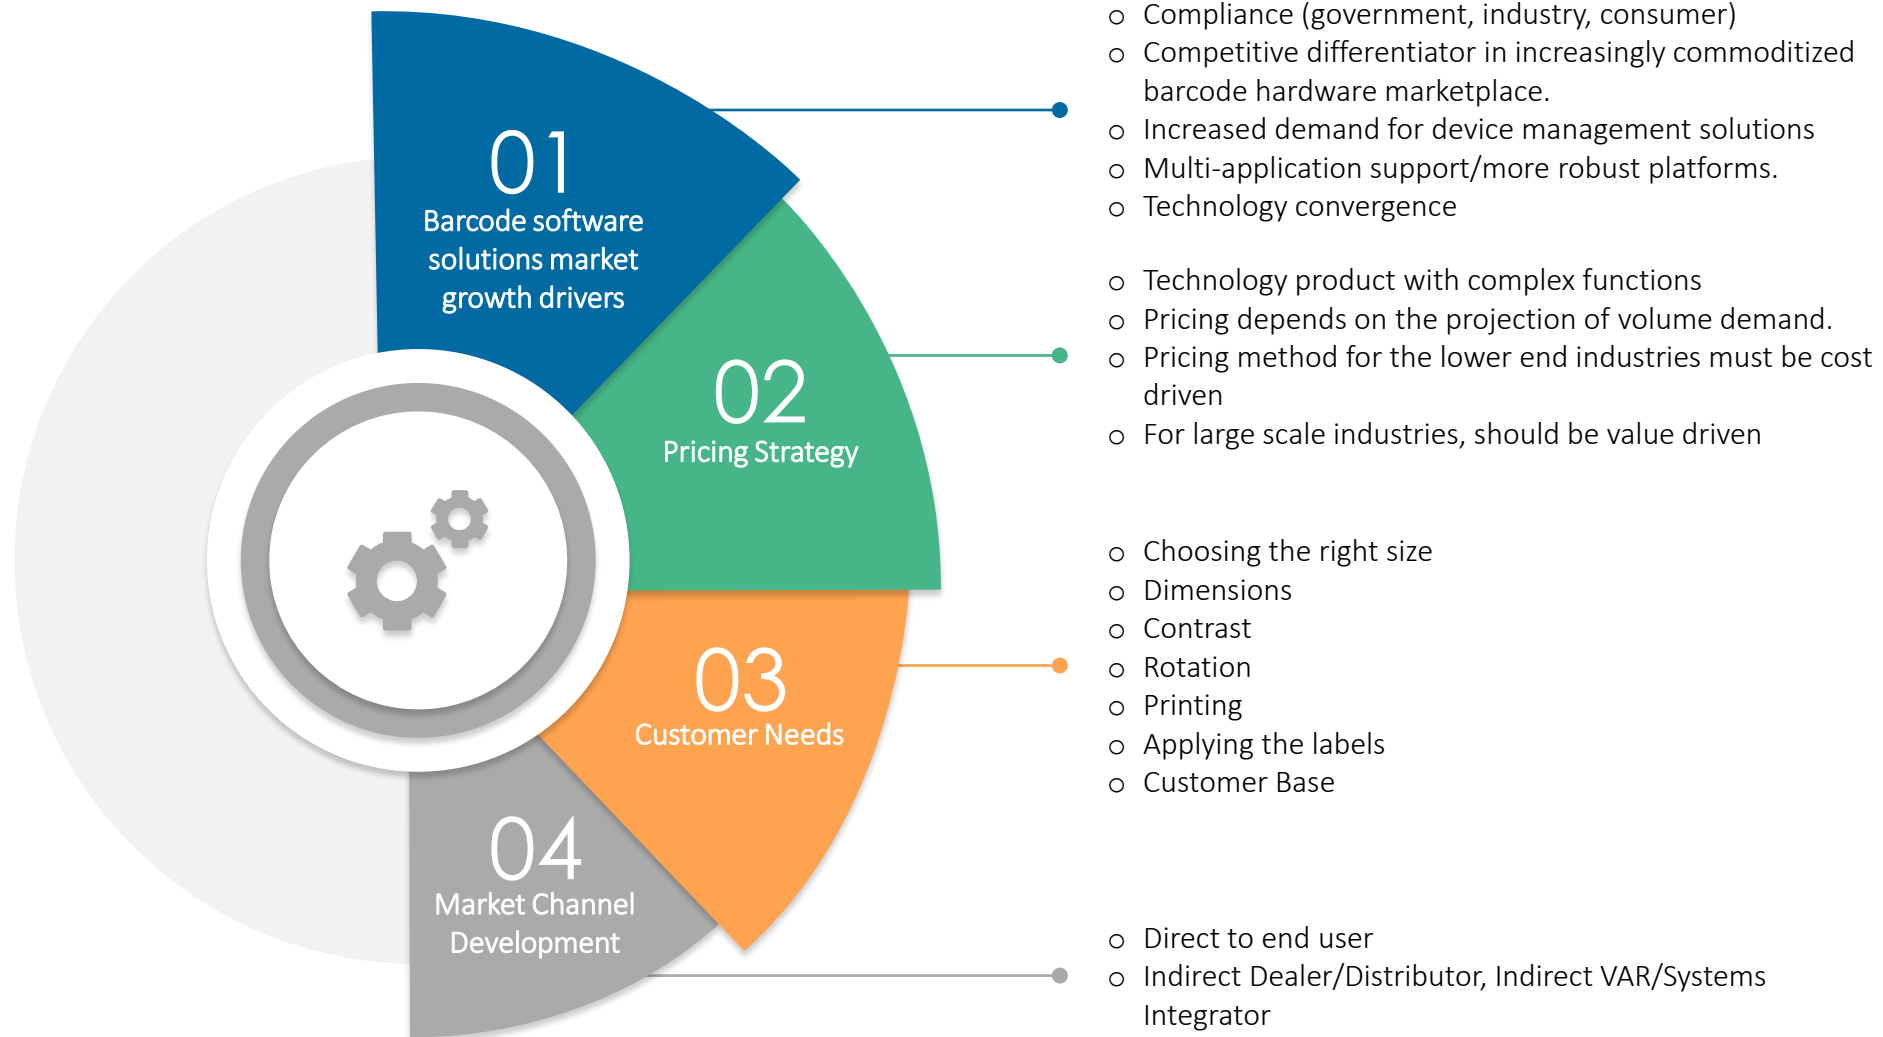 01
Barcode software
solutions market
growth drivers
o Compliance (government, industry, consumer)
o Competitive differentiator in increasingly commoditized
barcode hardware marketplace.
o Increased demand for device management solutions
o Multi-application support/more robust platforms.
o Technology convergence
02
Pricing Strategy
o Technology product with complex functions
o Pricing depends on the projection of volume demand.
o Pricing method for the lower end industries must be cost
driven
o For large scale industries, should be value driven
03
Customer Needs
o Choosing the right size
o Dimensions
o Contrast
o Rotation
o Printing
o Applying the labels
o Customer Base
04
Market Channel
Development
o Direct to end user
o Indirect Dealer/Distributor, Indirect VAR/Systems
Integrator